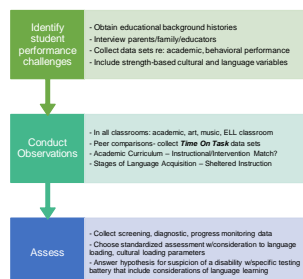 Identify
student
performance
challenges
- Obtain educational background histories
- Interview parents/family/educators
- Collect data sets re: academic, behavioral performance
- Include strength-based cultural and language variables
Conduct
Observations
- In all classrooms: academic, art, music, ELL classroom
- Peer comparisons- collect Time On Task data sets
- Academic Curriculum – Instructional/Intervention Match?
- Stages of Language Acquisition – Sheltered Instruction
Assess
- Collect screening, diagnostic, progress monitoring data
- Choose standardized assessment w/consideration to language
loading, cultural loading parameters
- Answer hypothesis for suspicion of a disability w/specific testing
battery that include considerations of language learning